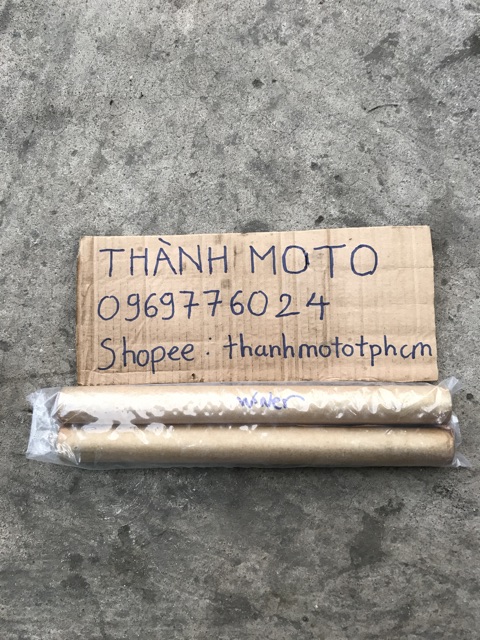 THÀNH MOTO
0969776024
Shopee: thanhmototphcm
winer